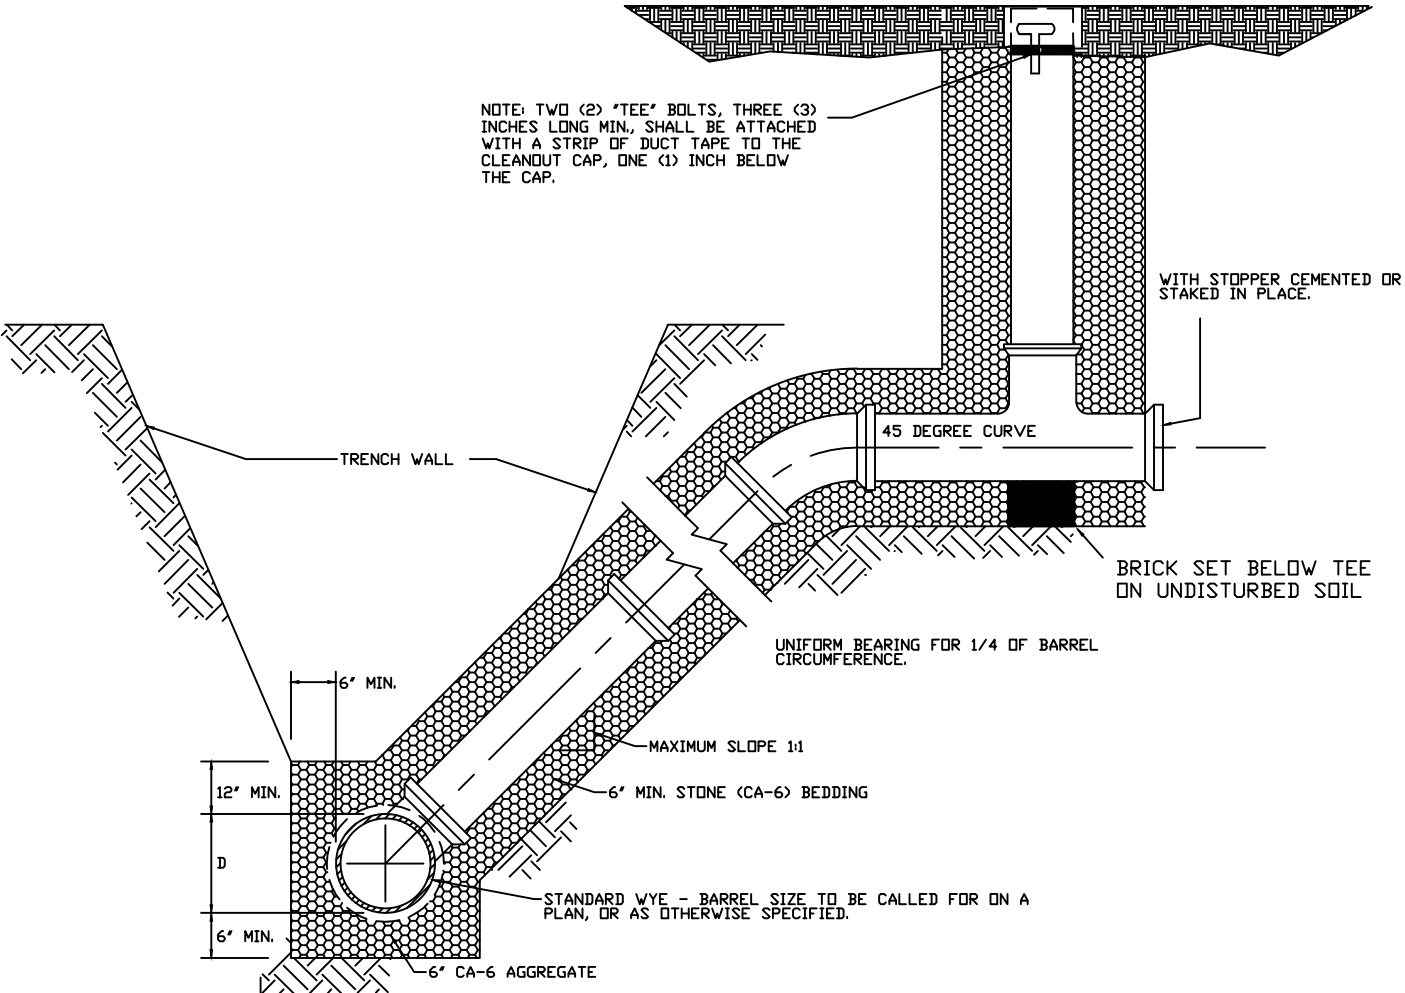 NOTE: TWO (2) "TEE" BOLTS, THREE (3)
INCHES LONG MIN., SHALL BE ATTACHED
WITH A STRIP OF DUCT TAPE TO THE
CLEANOUT CAP, ONE (1) INCH BELOW
THE CAP.
WITH STOPPER CEMENTED OR
STAKED IN PLACE.
45 DEGREE CURVE
TRENCH WALL
BRICK SET BELOW TEE
ON UNDISTURBED SOIL
UNIFORM BEARING FOR 1/4 OF BARREL
CIRCUMFERENCE.
6" MIN.
MAXIMUM SLOPE 1:1
12" MIN.
6" MIN. STONE (CA-6) BEDDING
D
STANDARD WYE - BARREL SIZE TO BE CALLED FOR ON A
PLAN, OR AS OTHERWISE SPECIFIED.
6" MIN.
6" CA-6 AGGREGATE